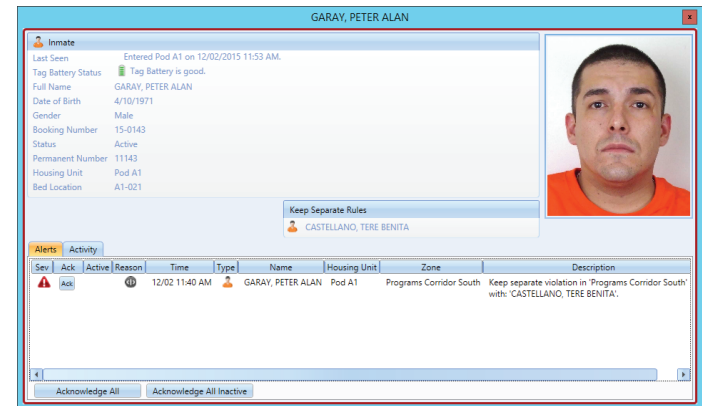 GARAY, PETER ALAN
x
Inmate
Last Seen Entered Pod A1 on 12/02/2015 11:53 AM.
Tag Battery Status Tag Battery is good.
Full Name GARAY, PETER ALAN
Date of Birth 4/10/1971
Gender Male
Booking Number 15-0143
Status Active
Permanent Number 11143
Housing Unit Pod A1
Bed Location A1-021
Keep Separate Rules
CASTELLANO, TERE BENITA
Alerts Activity
Sev Ack Active Reason Time Type Name Housing Unit Zone Description
Ack 12/02 11:40 AM GARAY, PETER ALAN Pod A1 Programs Corridor South Keep separate violation in 'Programs Corridor South'
with: 'CASTELLANO, TERE BENITA'.
Acknowledge All Acknowledge All Inactive